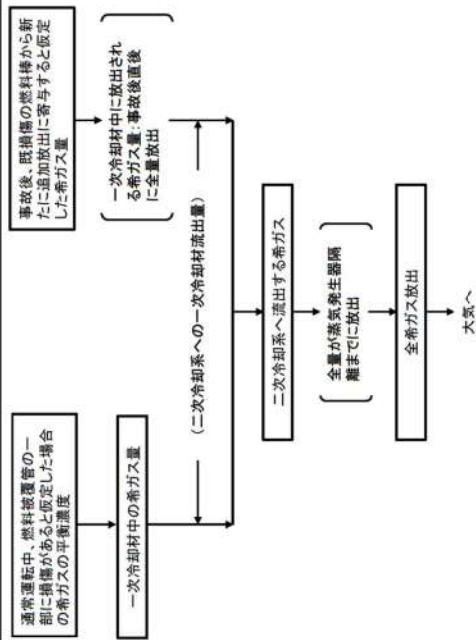 通常運転中、燃料被覆管の一
部に損傷があると仮定した場合
の希ガスの平衡濃度
一次冷却材中の希ガス量
事故後、既損傷の燃料棒から新
たに追加放出に寄与すると仮定
した希ガス量
一次冷却材中に放出され
る希ガス量：事故後直後
に全量放出
（二次冷却系への一次冷却材流出量）
二次冷却系へ流出する希ガス
全量が蒸気発生器隔
離までに放出
全希ガス放出
大気へ